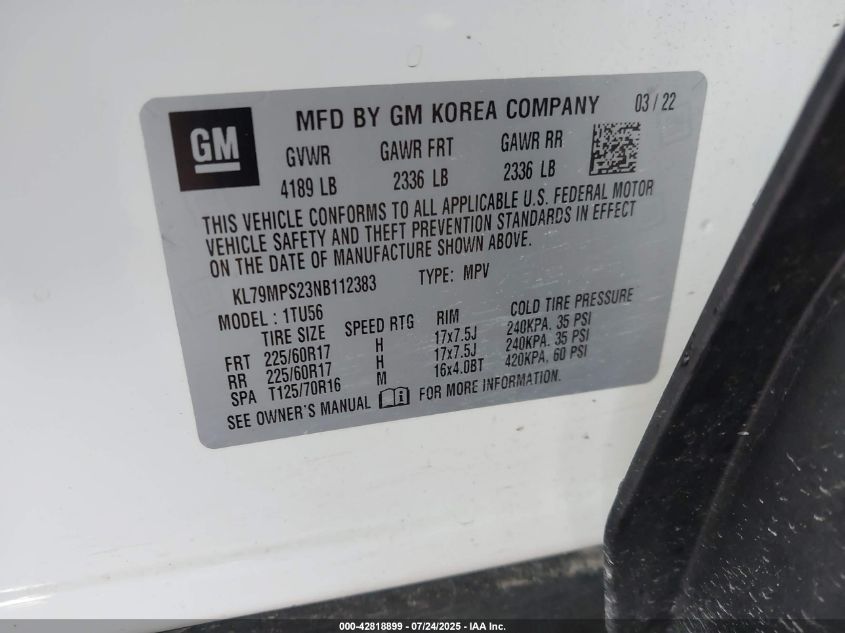 GM
MFD BY GM KOREA COMPANY 03 / 22
GVWR GAWR FRT GAWR RR
4189 LB 2336 LB 2336 LB
THIS VEHICLE CONFORMS TO ALL APPLICABLE U.S. FEDERAL MOTOR
VEHICLE SAFETY AND THEFT PREVENTION STANDARDS IN EFFECT
ON THE DATE OF MANUFACTURE SHOWN ABOVE.
KL79MPS23NB112383 TYPE: MPV
MODEL : 1TU56
TIRE SIZE SPEED RTG RIM COLD TIRE PRESSURE
FRT 225/60R17 H 17x7.5J 240KPA. 35 PSI
RR 225/60R17 H 17x7.5J 240KPA. 35 PSI
SPA T125/70R16 M 16x4.0BT 420KPA. 60 PSI
SEE OWNER'S MANUAL FOR MORE INFORMATION.
000-42818899 | 07/24/2025 - IAA Inc.